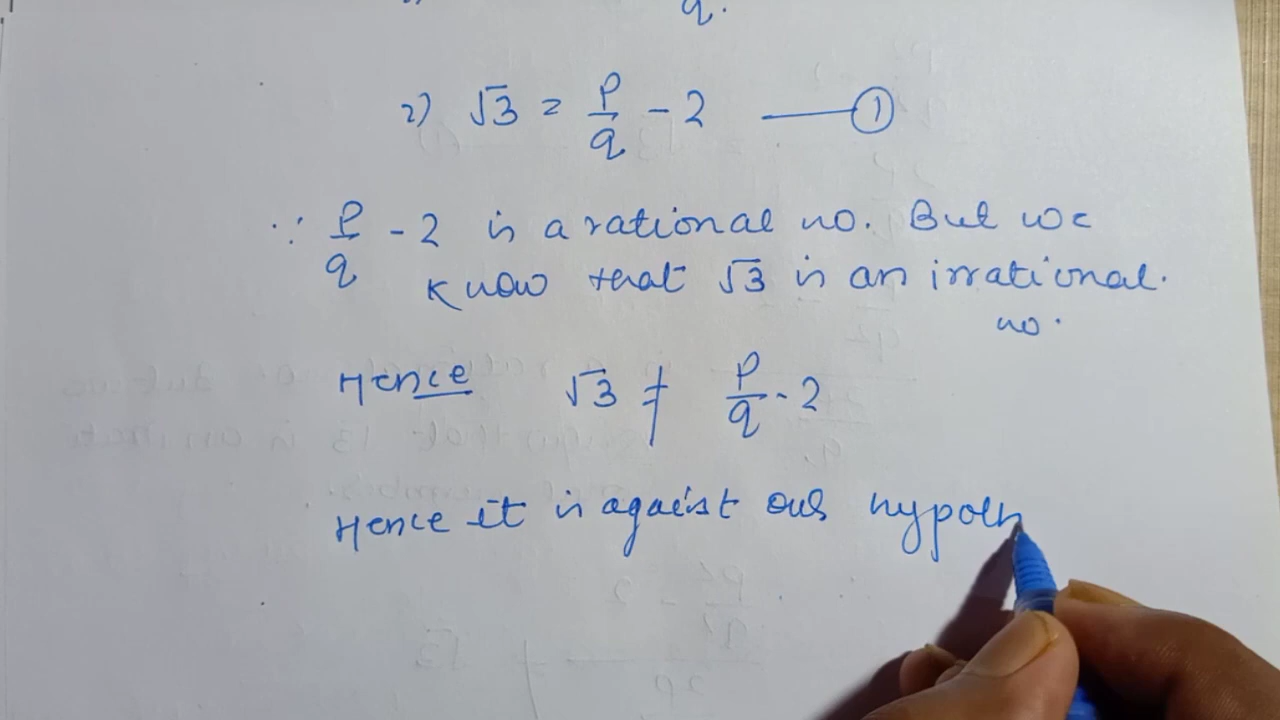 q.
2) √3 = p/q - 2 —— ①
∵ p/q - 2 is a rational no. But we
know that √3 is an irrational.
no.
Hence √3 ≠ p/q - 2
Hence it is against our hypoth